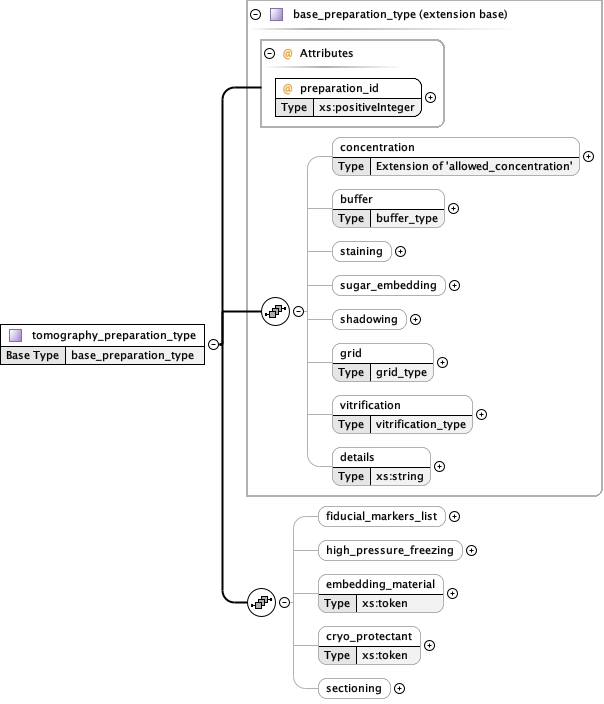 base_preparation_type (extension base)
@ Attributes
@ preparation_id
Type xs:positiveInteger
concentration
Type Extension of 'allowed_concentration'
buffer
Type buffer_type
staining
sugar_embedding
shadowing
tomography_preparation_type
Base Type base_preparation_type
grid
Type grid_type
vitrification
Type vitrification_type
details
Type xs:string
fiducial_markers_list
high_pressure_freezing
embedding_material
Type xs:token
cryo_protectant
Type xs:token
sectioning